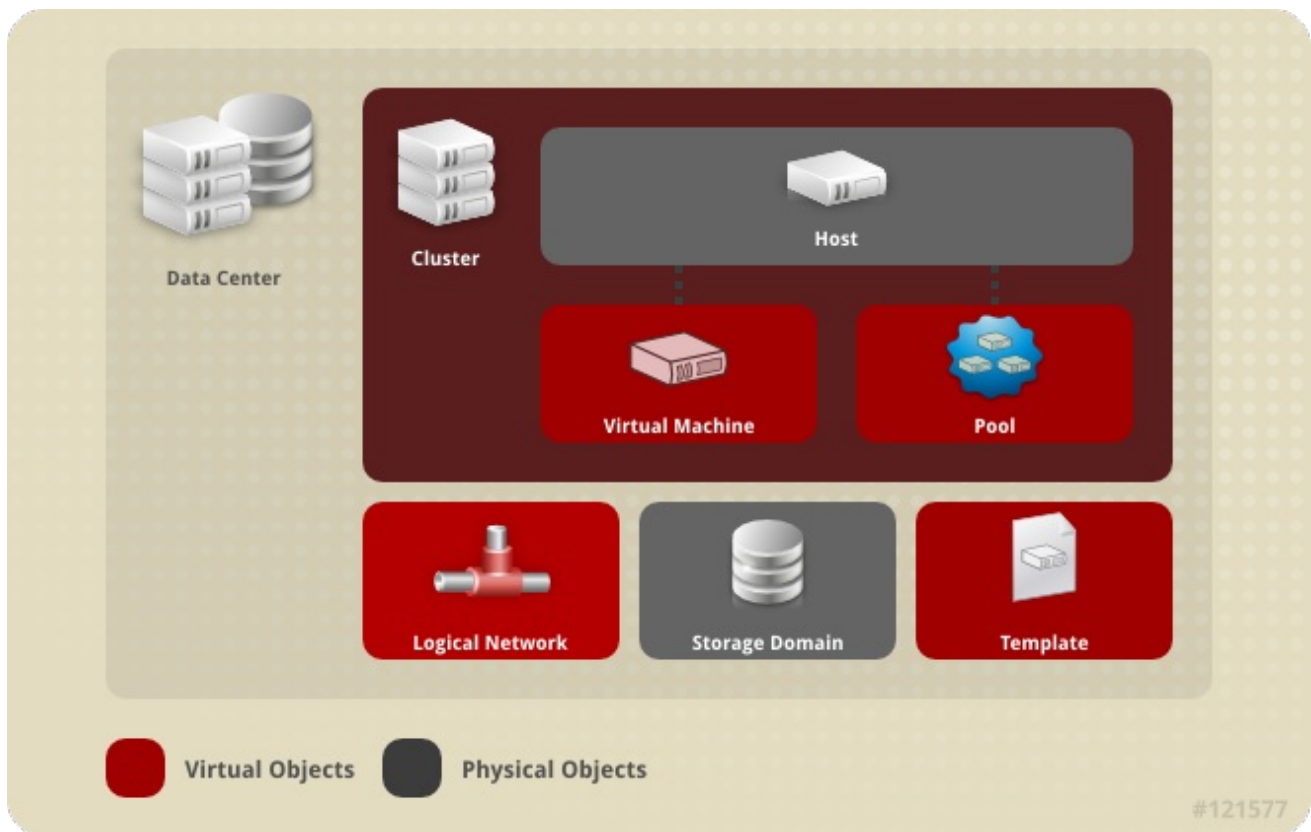 Data Center
Cluster
Host
Virtual Machine
Pool
Logical Network
Storage Domain
Template
Virtual Objects
Physical Objects
#121577